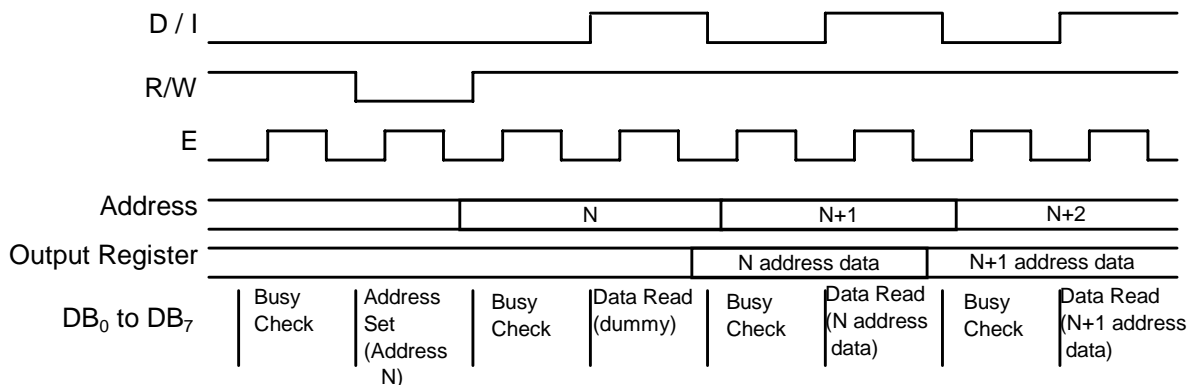 D / I
R/W
E
Address
N
N+1
N+2
Output Register
N address data
N+1 address data
DB0 to DB7
Busy
Check
Address
Set
(Address
N)
Busy
Check
Data Read
(dummy)
Busy
Check
Data Read
(N address
data)
Busy
Check
Data Read
(N+1 address
data)